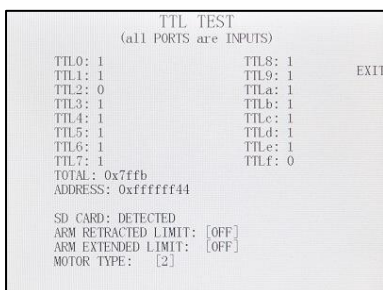 TTL TEST
(all PORTS are INPUTS)
TTL0: 1 TTL8: 1
TTL1: 1 TTL9: 1
EXIT
TTL2: 0 TTLa: 1
TTL3: 1 TTLb: 1
TTL4: 1 TTLc: 1
TTL5: 1 TTLd: 1
TTL6: 1 TTLe: 1
TTL7: 1 TTLf: 0
TOTAL: 0x7ffb
ADDRESS: 0xffffff44
SD CARD: DETECTED
ARM RETRACTED LIMIT: [OFF]
ARM EXTENDED LIMIT: [OFF]
MOTOR TYPE: [2]